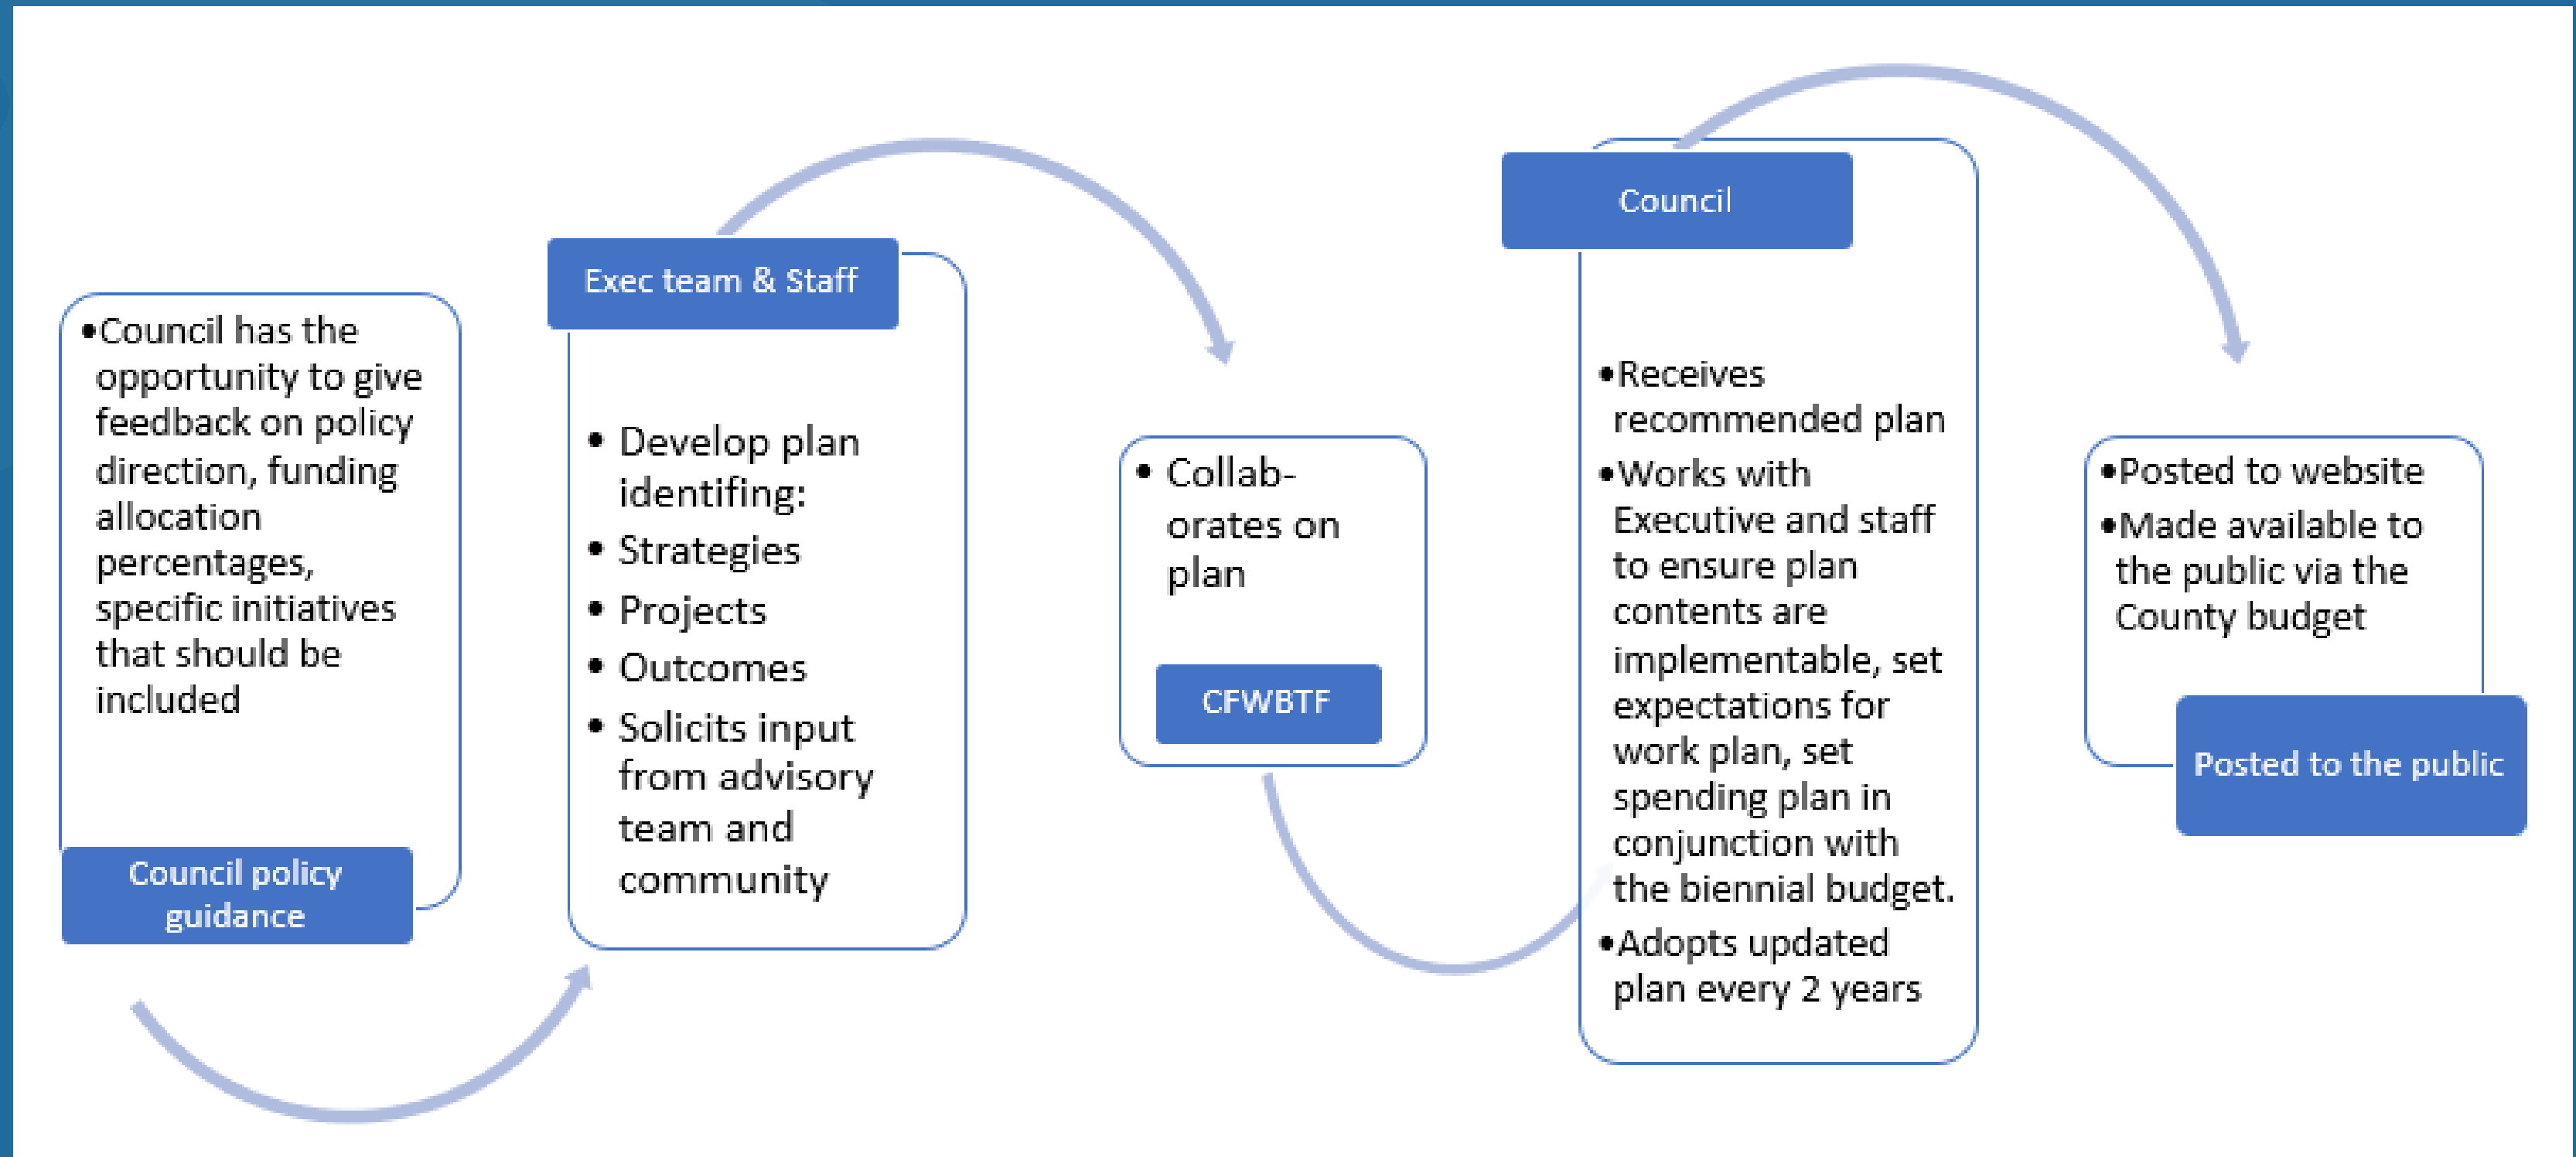 •Council has the
opportunity to give
feedback on policy
direction, funding
allocation
percentages,
specific initiatives
that should be
included
Council policy
guidance
Exec team & Staff
• Develop plan
identifing:
• Strategies
• Projects
• Outcomes
• Solicits input
from advisory
team and
community
• Collab-
orates on
plan
CFWBTF
Council
•Receives
recommended plan
•Works with
Executive and staff
to ensure plan
contents are
implementable, set
expectations for
work plan, set
spending plan in
conjunction with
the biennial budget.
•Adopts updated
plan every 2 years
•Posted to website
•Made available to
the public via the
County budget
Posted to the public